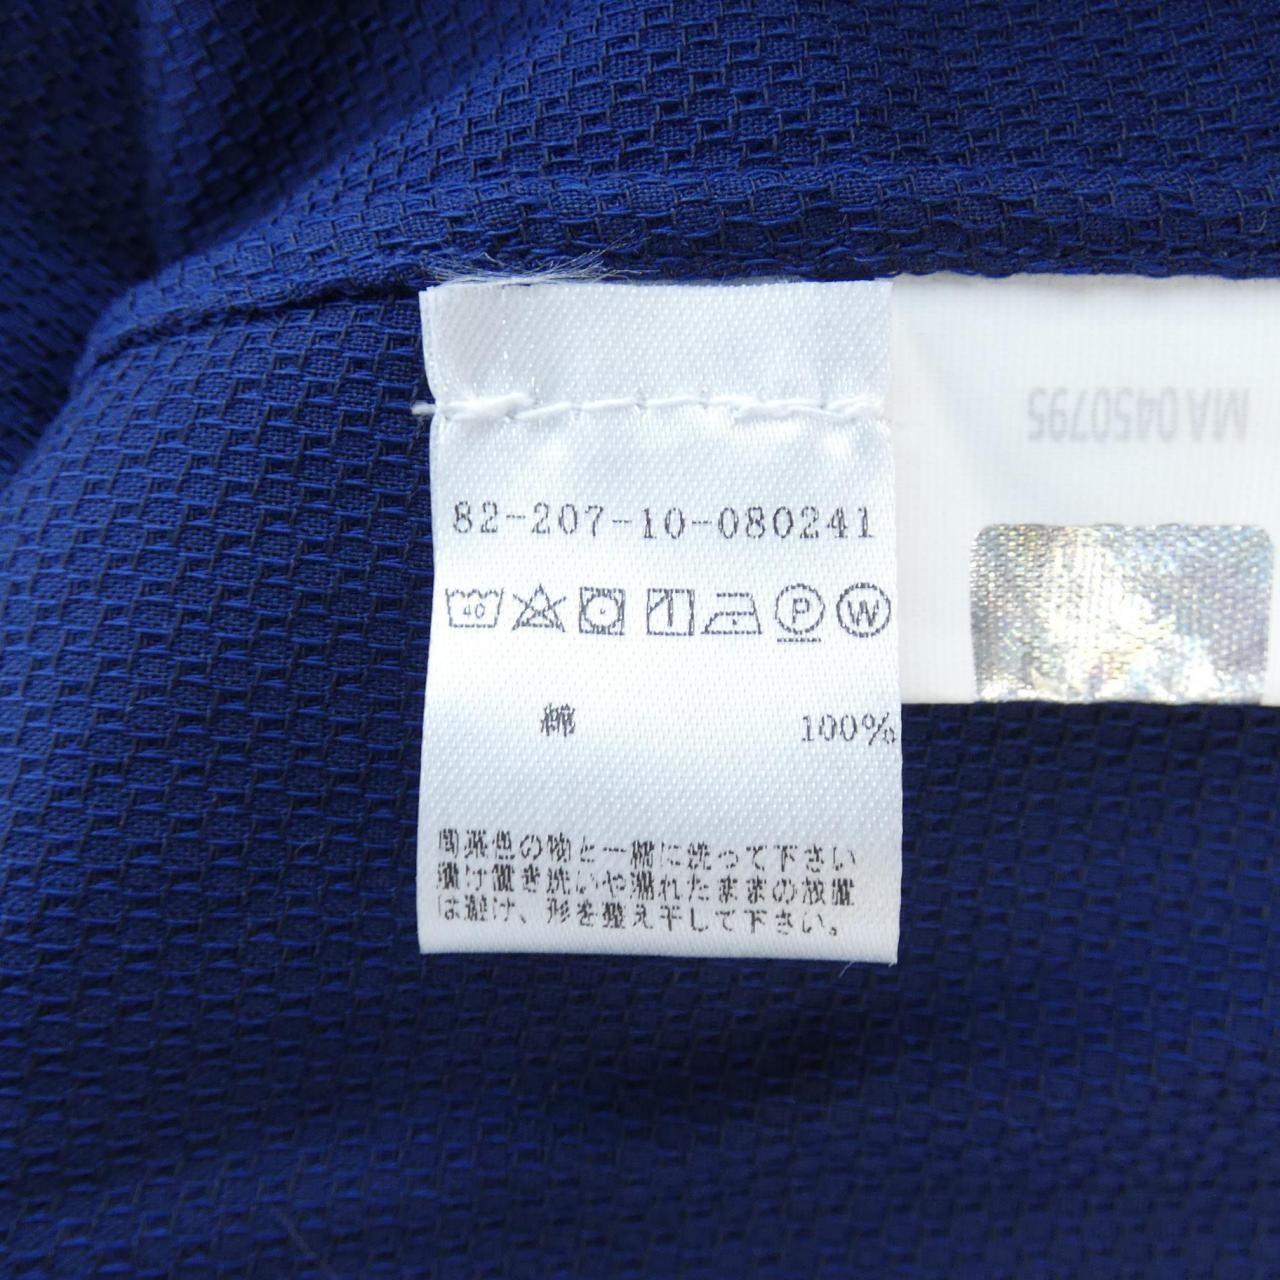 82-207-10-080241
40
P W
綿 100%
同系色の物と一緒に洗って下さい
漬け置き洗いや濡れたままの放置
は避け、形を整え干して下さい。
MA 0450795